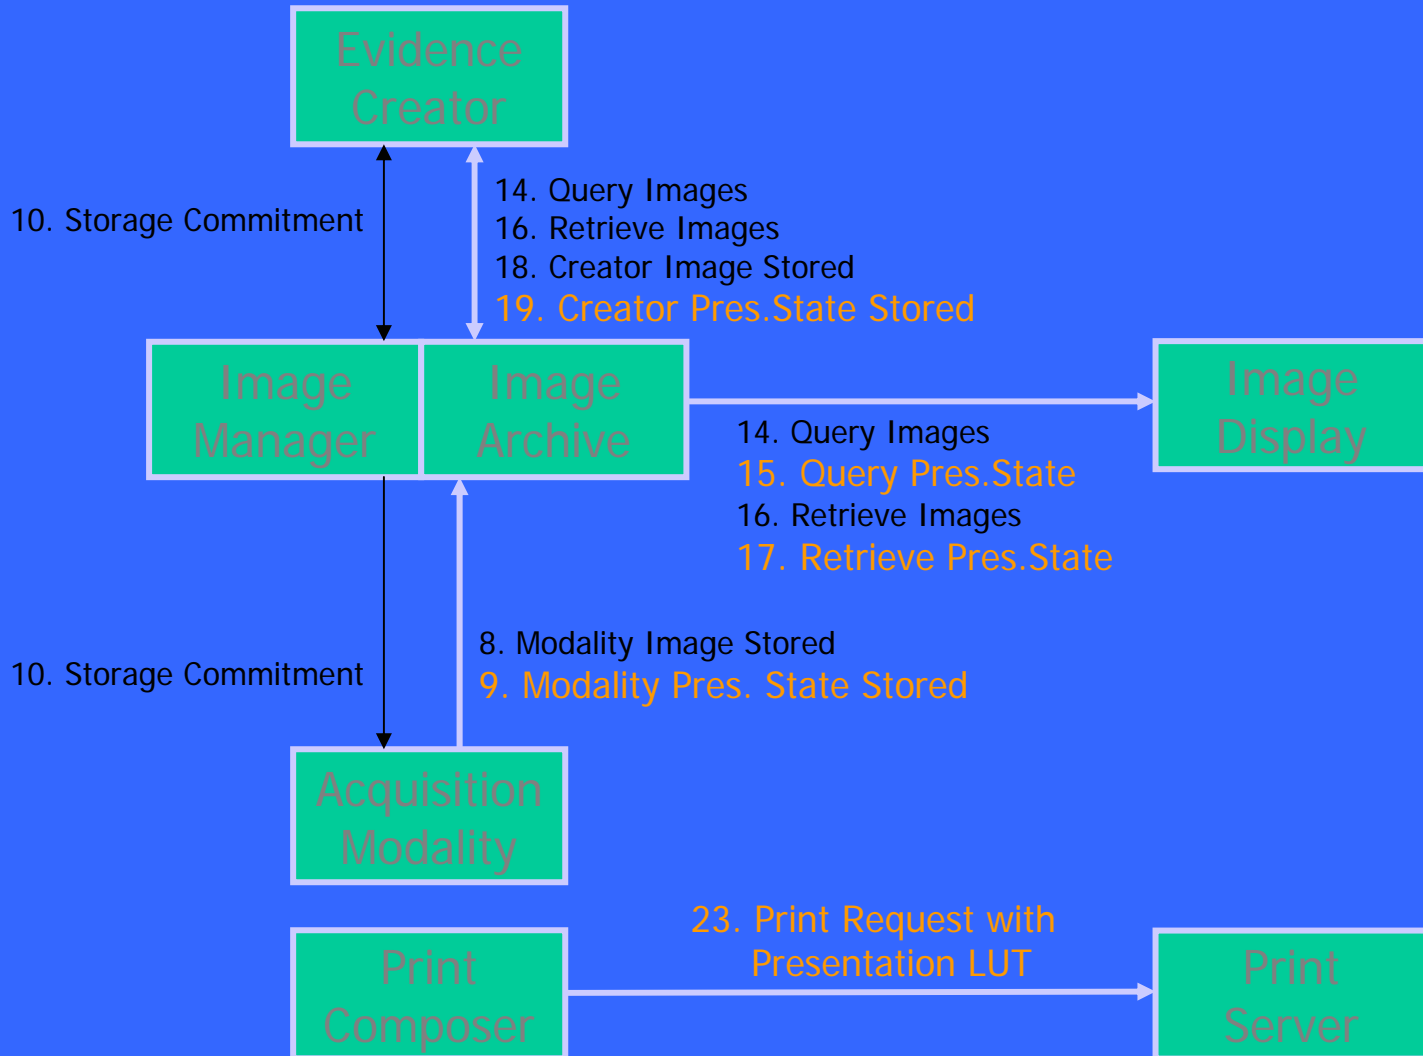 Evidence
Creator
10. Storage Commitment
14. Query Images
16. Retrieve Images
18. Creator Image Stored
19. Creator Pres.State Stored
Image
Manager
Image
Archive
Image
Display
14. Query Images
15. Query Pres.State
16. Retrieve Images
17. Retrieve Pres.State
10. Storage Commitment
8. Modality Image Stored
9. Modality Pres. State Stored
Acquisition
Modality
23. Print Request with
Presentation LUT
Print
Composer
Print
Server